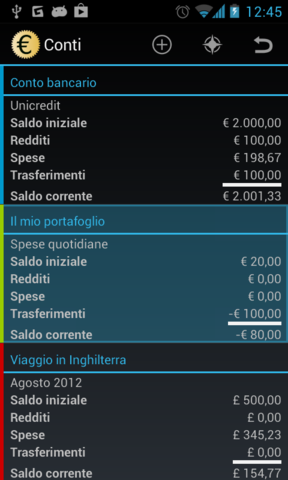 12:45
Conti
Conto bancario
Unicredit
Saldo iniziale € 2.000,00
Redditi € 100,00
Spese € 198,67
Trasferimenti € 100,00
Saldo corrente € 2.001,33
Il mio portafoglio
Spese quotidiane
Saldo iniziale € 20,00
Redditi € 0,00
Spese € 0,00
Trasferimenti -€ 100,00
Saldo corrente -€ 80,00
Viaggio in Inghilterra
Agosto 2012
Saldo iniziale £ 500,00
Redditi £ 0,00
Spese £ 345,23
Trasferimenti £ 0,00
Saldo corrente £ 154,77